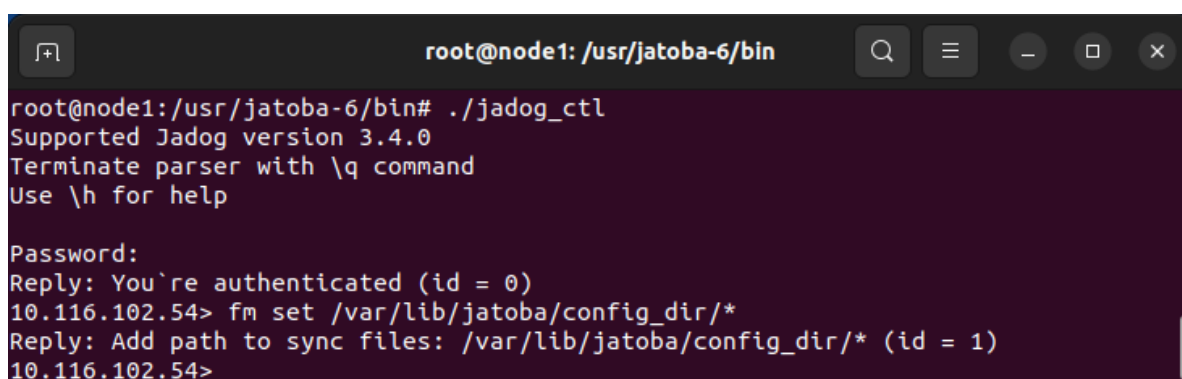 root@node1: /usr/jatoba-6/bin
root@node1:/usr/jatoba-6/bin# ./jadog_ctl
Supported Jadog version 3.4.0
Terminate parser with \q command
Use \h for help
Password:
Reply: You`re authenticated (id = 0)
10.116.102.54> fm set /var/lib/jatoba/config_dir/*
Reply: Add path to sync files: /var/lib/jatoba/config_dir/* (id = 1)
10.116.102.54>